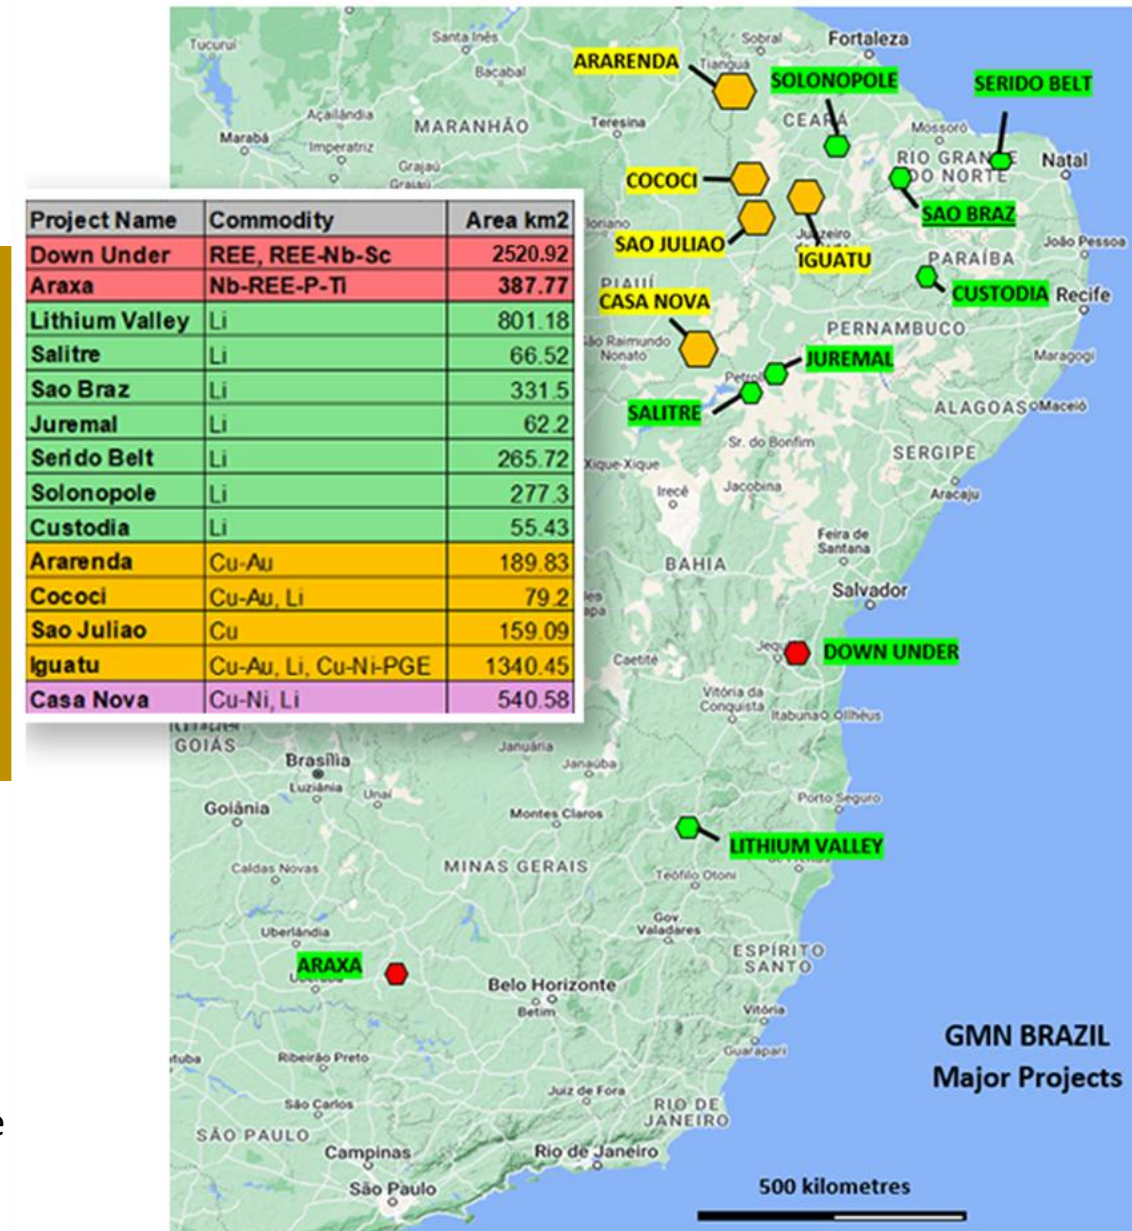 Tucuruí
Santa Inês
Sobral
Fortaleza
ARARENDA
Tianguá
Bacabal
SOLONOPOLE
SERIDO BELT
Açailândia
MARANHÃO
Teresina
CEARÁ
Mossoró
Marabá
Imperatriz
Grajaú
Grajaú
RIO GRANDE
DO NORTE
Natal
COCOCI
SAO BRAZ
loriano
SAO JULIAO
IGUATU
João Pessoa
PARAÍBA
PIAUÍ
CASA NOVA
CUSTODIA
Recife
PERNAMBUCO
ão Raimundo
Nonato
JUREMAL
Maragogi
Petroli
SALITRE
ALAGOAS
Maceió
Sr. do Bonfim
SERGIPE
Xique-Xique
Irecê
Jacobina
Aracaju
Feira de
Santana
BAHIA
Salvador
Jequ
DOWN UNDER
Caetité
Vitória da
Conquista
Itabuna
Ilhéus
Project Name Commodity Area km2
Down Under REE, REE-Nb-Sc 2520.92
Araxa Nb-REE-P-Ti 387.77
Lithium Valley Li 801.18
Salitre Li 66.52
Sao Braz Li 331.5
Juremal Li 62.2
Serido Belt Li 265.72
Solonopole Li 277.3
Custodia Li 55.43
Ararenda Cu-Au 189.83
Cococi Cu-Au, Li 79.2
Sao Juliao Cu 159.09
Iguatu Cu-Au, Li, Cu-Ni-PGE 1340.45
Casa Nova Cu-Ni, Li 540.58
GOIÁS
Januária
Brasília
Janaúba
Luziânia
Unaí
Porto Seguro
Goiânia
Montes Claros
LITHIUM VALLEY
Caldas Novas
MINAS GERAIS
Teófilo Otoni
Gov.
Valadares
Uberlândia
ESPÍRITO
SANTO
ARAXA
Belo Horizonte
Betim
Vitória
GMN BRAZIL
Major Projects
Guarapari
tuba
Ribeirão Preto
Juiz de Fora
São Carlos
RIO DE
JANEIRO
SÃO PAULO
Campinas
Rio de Janeiro
São Paulo
500 kilometres
e